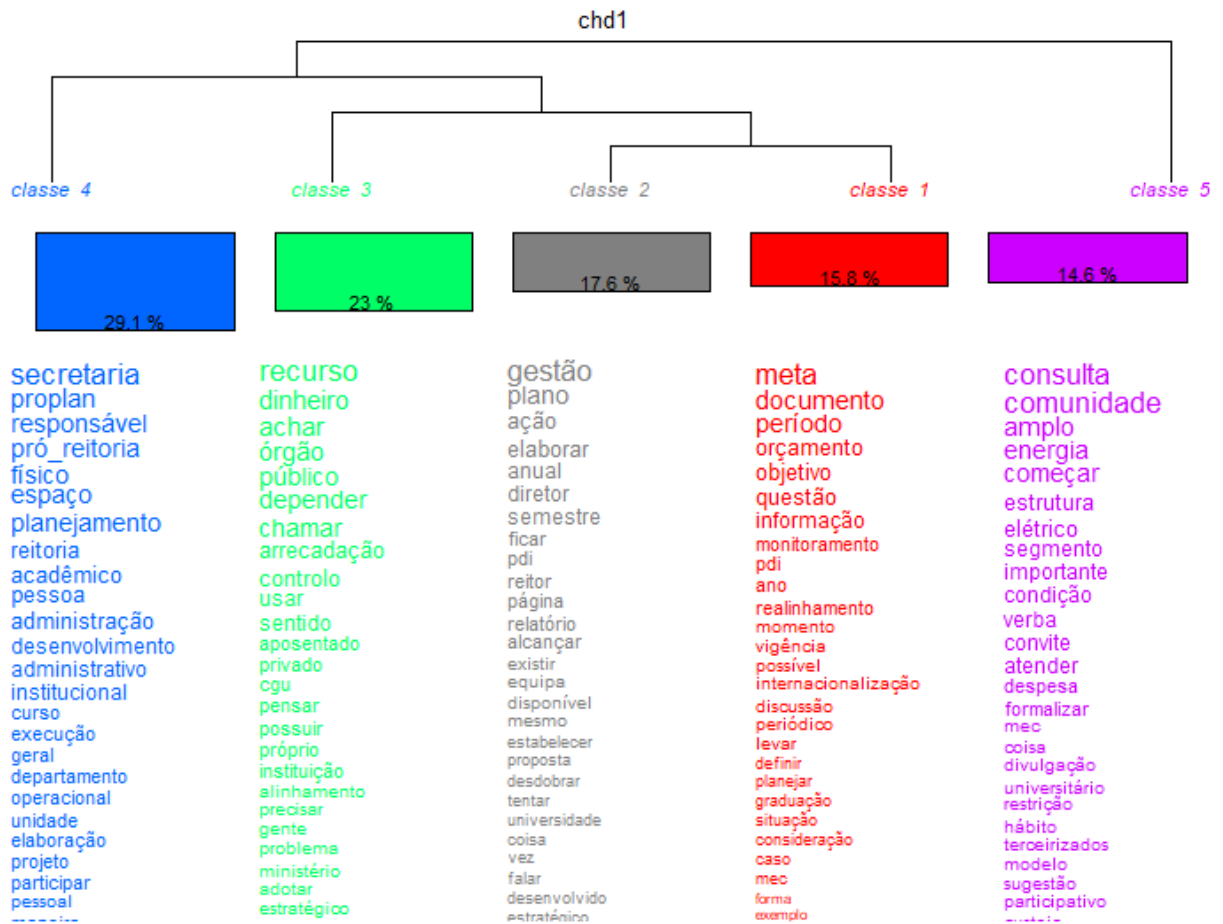 chd1
classe 4
classe 3
classe 2
classe 1
classe 5
29.1 %
23 %
17.6 %
15.8 %
14.6 %
secretaria
proplan
responsável
pró_reitoria
físico
espaço
planejamento
reitoria
acadêmico
pessoa
administração
desenvolvimento
administrativo
institucional
curso
execução
geral
departamento
operacional
unidade
elaboração
projeto
participar
pessoal
recurso
dinheiro
achar
órgão
público
depender
chamar
arrecadação
controlo
usar
sentido
aposentado
privado
cgu
pensar
possuir
próprio
instituição
alinhamento
precisar
gente
problema
ministério
adotar
estratégico
gestão
plano
ação
elaborar
anual
diretor
semestre
ficar
pdi
reitor
página
relatório
alcançar
existir
equipa
disponível
mesmo
estabelecer
proposta
desdobrar
tentar
universidade
coisa
vez
falar
desenvolvido
estratégico
meta
documento
período
orçamento
objetivo
questão
informação
monitoramento
pdi
ano
realinhamento
momento
vigência
possível
internacionalização
discussão
periódico
levar
definir
planejar
graduação
situação
consideração
caso
mec
forma
exemplo
consulta
comunidade
amplo
energia
começar
estrutura
elétrico
segmento
importante
condição
verba
convite
atender
despesa
formalizar
mec
coisa
divulgação
universitário
restrição
hábito
terceirizados
modelo
sugestão
participativo